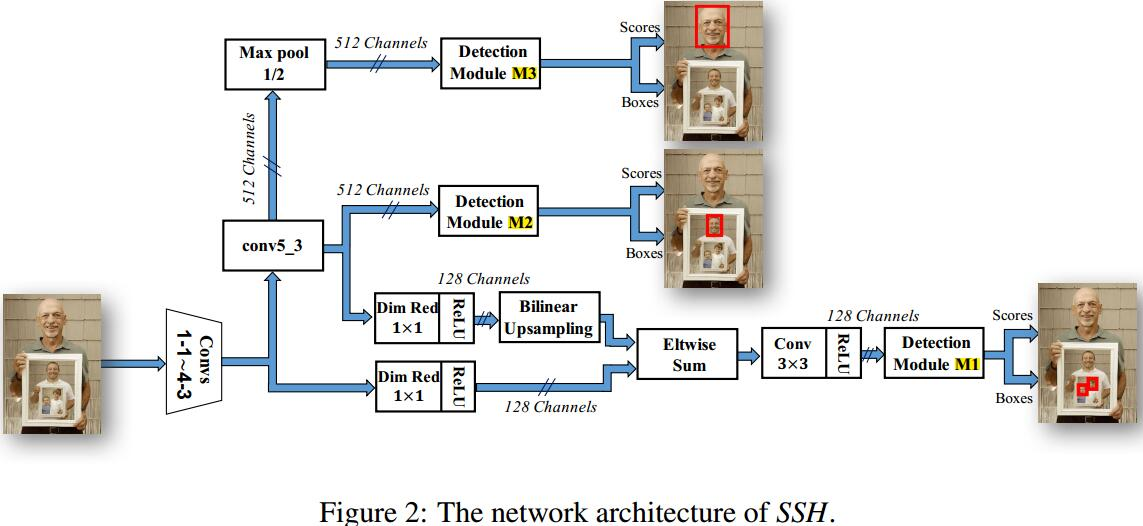 512 Channels
Max pool
1/2
Detection
Module M3
Scores
Boxes
512 Channels
512 Channels
Detection
Module M2
Scores
Boxes
conv5_3
128 Channels
Dim Red
1×1
ReLU
Bilinear
Upsampling
Convs
1-1~4-3
Dim Red
1×1
ReLU
128 Channels
Eltwise
Sum
Conv
3×3
ReLU
128 Channels
Detection
Module M1
Scores
Boxes
Figure 2: The network architecture of SSH.